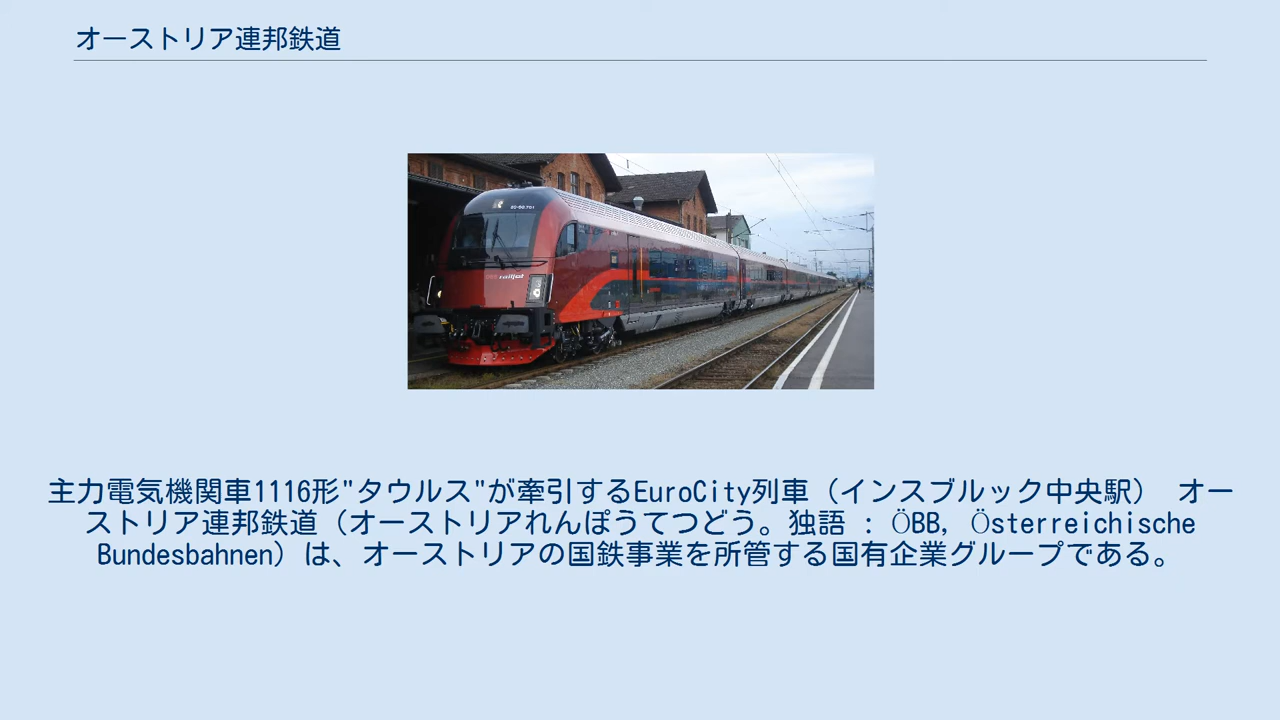 オーストリア連邦鉄道
railjet
主力電気機関車1116形"タウルス"が牽引するEuroCity列車（インスブルック中央駅） オー
ストリア連邦鉄道（オーストリアれんぽうてつどう。独語 : ÖBB, Österreichische
Bundesbahnen）は、オーストリアの国鉄事業を所管する国有企業グループである。